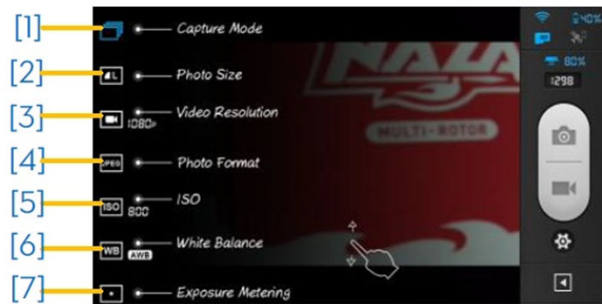 [1] Capture Mode
40%
[2] L Photo Size
80%
1298
[3] 1080P Video Resolution
NAZA
MULTI-ROTOR
[4] JPEG Photo Format
[5] ISO 800 ISO
[6] WB AWB White Balance
[7] Exposure Metering